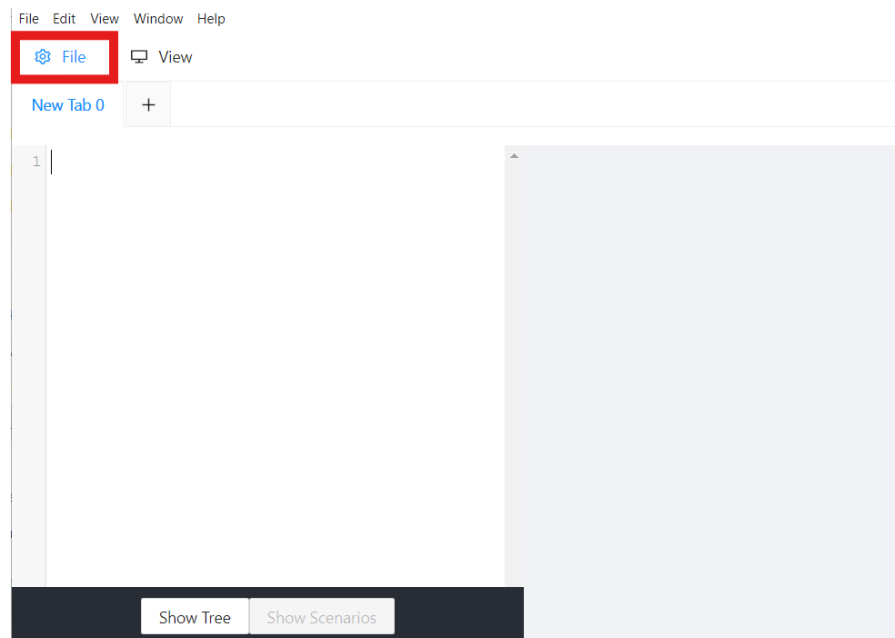 File Edit View Window Help
File View
New Tab 0 +
1
Show Tree Show Scenarios